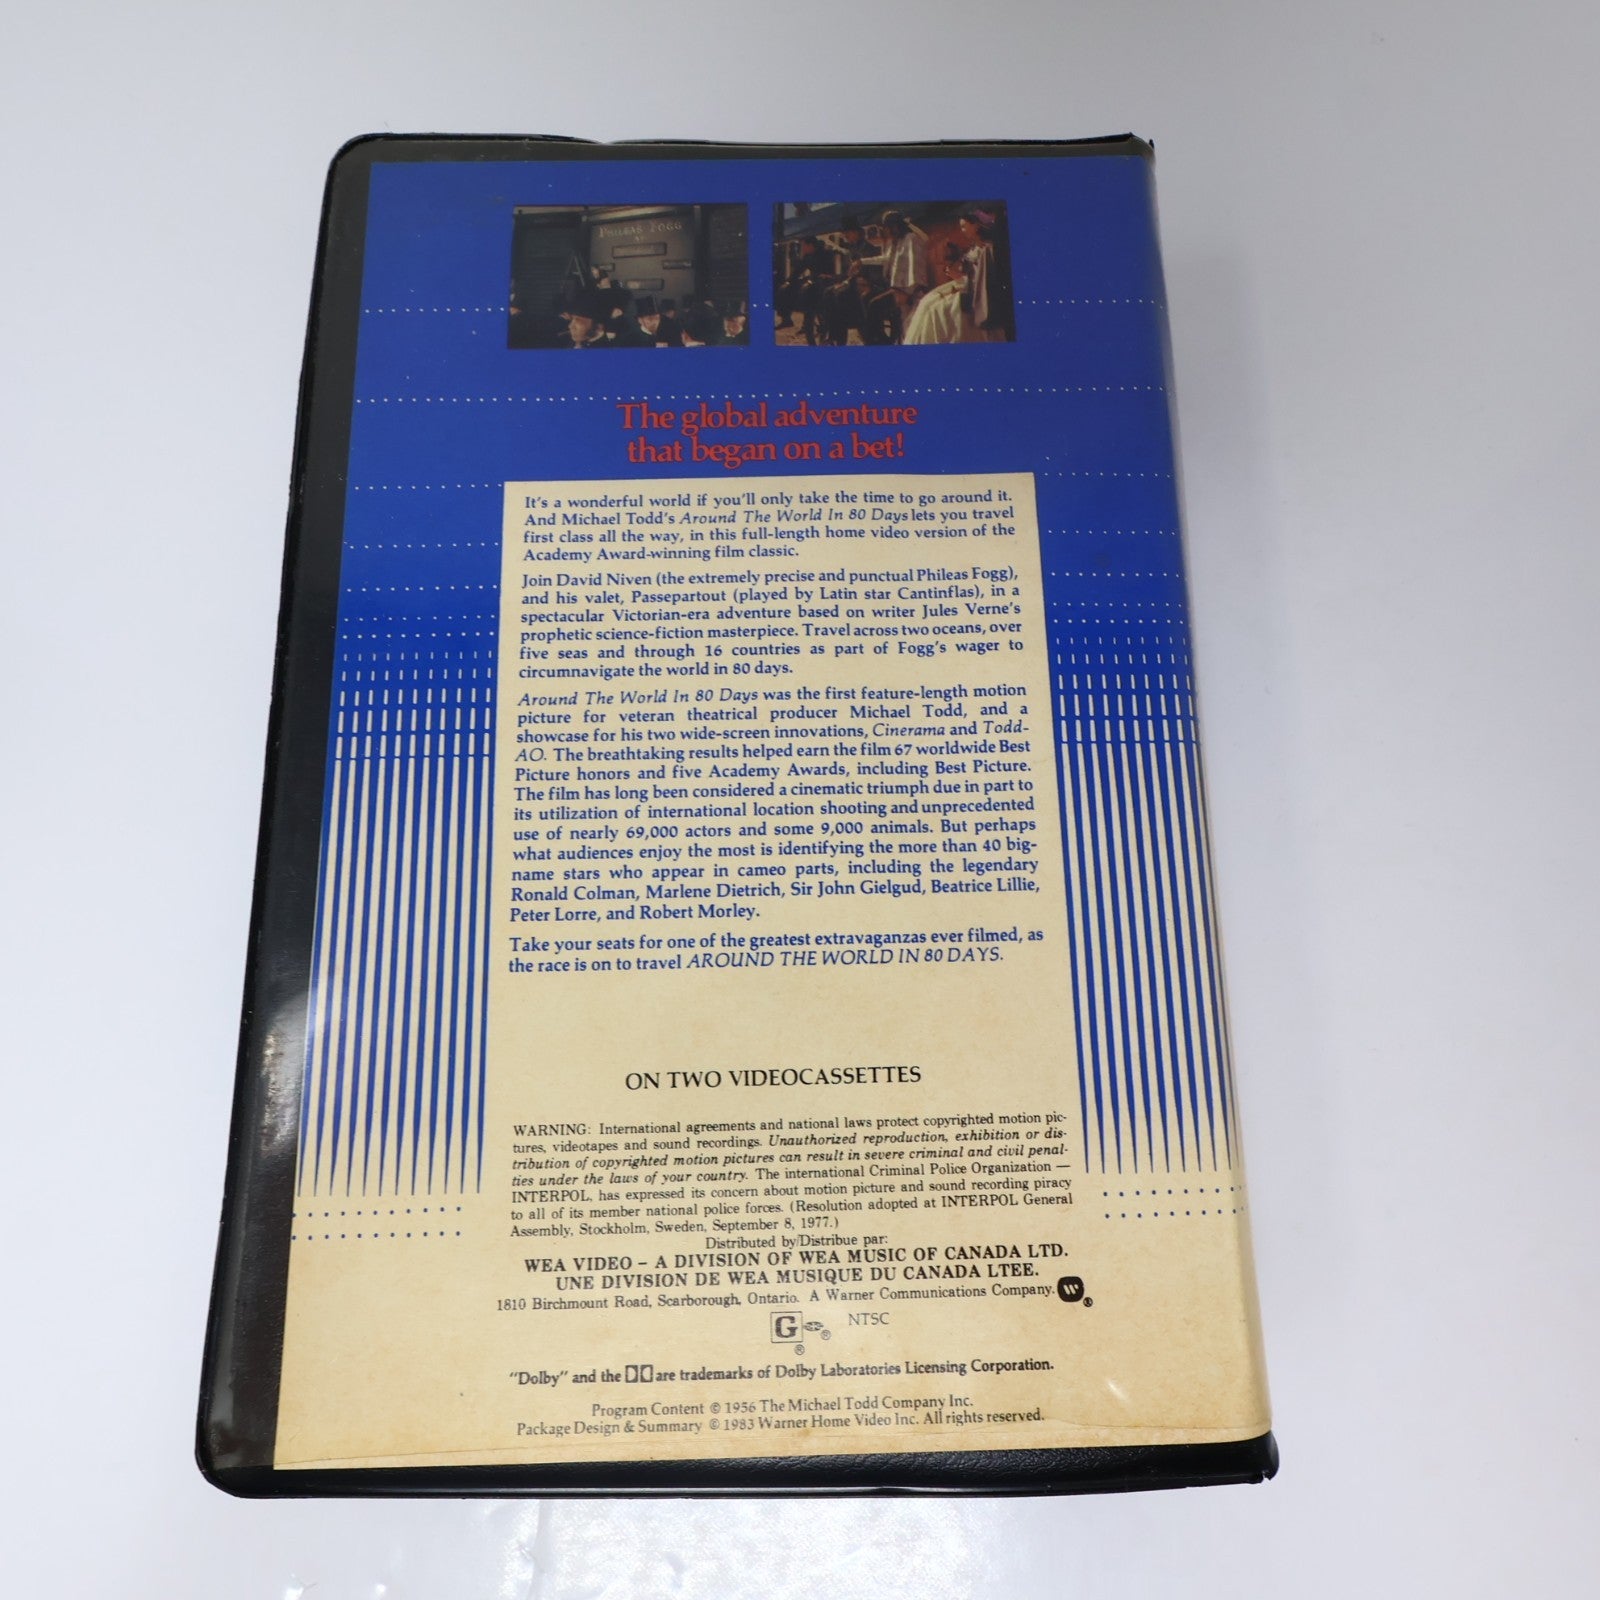 PHILEAS FOGG
The global adventure
that began on a bet!
It's a wonderful world if you'll only take the time to go around it.
And Michael Todd's Around The World In 80 Days lets you travel
first class all the way, in this full-length home video version of the
Academy Award-winning film classic.
Join David Niven (the extremely precise and punctual Phileas Fogg),
and his valet, Passepartout (played by Latin star Cantinflas), in a
spectacular Victorian-era adventure based on writer Jules Verne's
prophetic science-fiction masterpiece. Travel across two oceans, over
five seas and through 16 countries as part of Fogg's wager to
circumnavigate the world in 80 days.
Around The World In 80 Days was the first feature-length motion
picture for veteran theatrical producer Michael Todd, and a
showcase for his two wide-screen innovations, Cinerama and Todd-
AO. The breathtaking results helped earn the film 67 worldwide Best
Picture honors and five Academy Awards, including Best Picture.
The film has long been considered a cinematic triumph due in part to
its utilization of international location shooting and unprecedented
use of nearly 69,000 actors and some 9,000 animals. But perhaps
what audiences enjoy the most is identifying the more than 40 big-
name stars who appear in cameo parts, including the legendary
Ronald Colman, Marlene Dietrich, Sir John Gielgud, Beatrice Lillie,
Peter Lorre, and Robert Morley.
Take your seats for one of the greatest extravaganzas ever filmed, as
the race is on to travel AROUND THE WORLD IN 80 DAYS.
ON TWO VIDEOCASSETTES
WARNING: International agreements and national laws protect copyrighted motion pic-
tures, videotapes and sound recordings. Unauthorized reproduction, exhibition or dis-
tribution of copyrighted motion pictures can result in severe criminal and civil penal-
ties under the laws of your country. The international Criminal Police Organization —
INTERPOL, has expressed its concern about motion picture and sound recording piracy
to all of its member national police forces. (Resolution adopted at INTERPOL General
Assembly, Stockholm, Sweden, September 8, 1977.)
Distributed by/Distribue par:
WEA VIDEO – A DIVISION OF WEA MUSIC OF CANADA LTD.
UNE DIVISION DE WEA MUSIQUE DU CANADA LTEE.
1810 Birchmount Road, Scarborough, Ontario. A Warner Communications Company. ®
G ® ® NTSC
"Dolby" and the are trademarks of Dolby Laboratories Licensing Corporation.
Program Content © 1956 The Michael Todd Company Inc.
Package Design & Summary © 1983 Warner Home Video Inc. All rights reserved.